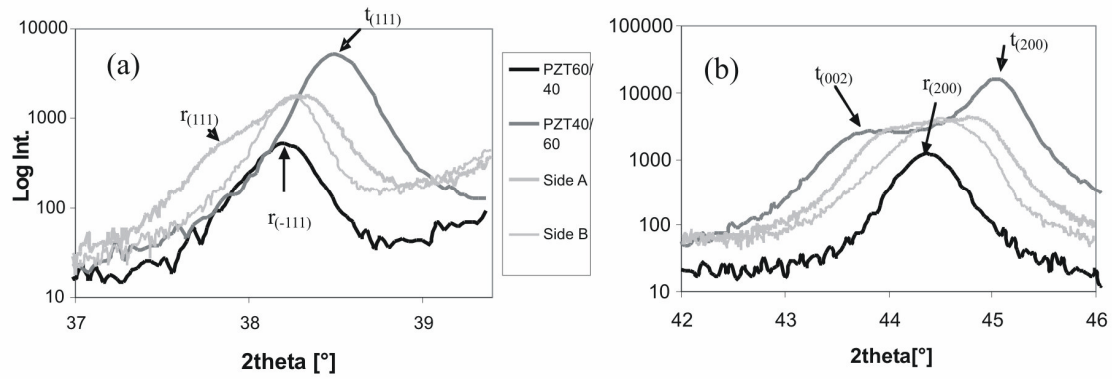 10000
1000
100
10
Log Int.
37
38
39
2theta [°]
(a)
t(111)
r(111)
r(-111)
PZT60/
40
PZT40/
60
Side A
Side B
100000
10000
1000
100
10
42
43
44
45
46
2theta[°]
(b)
t(002)
r(200)
t(200)